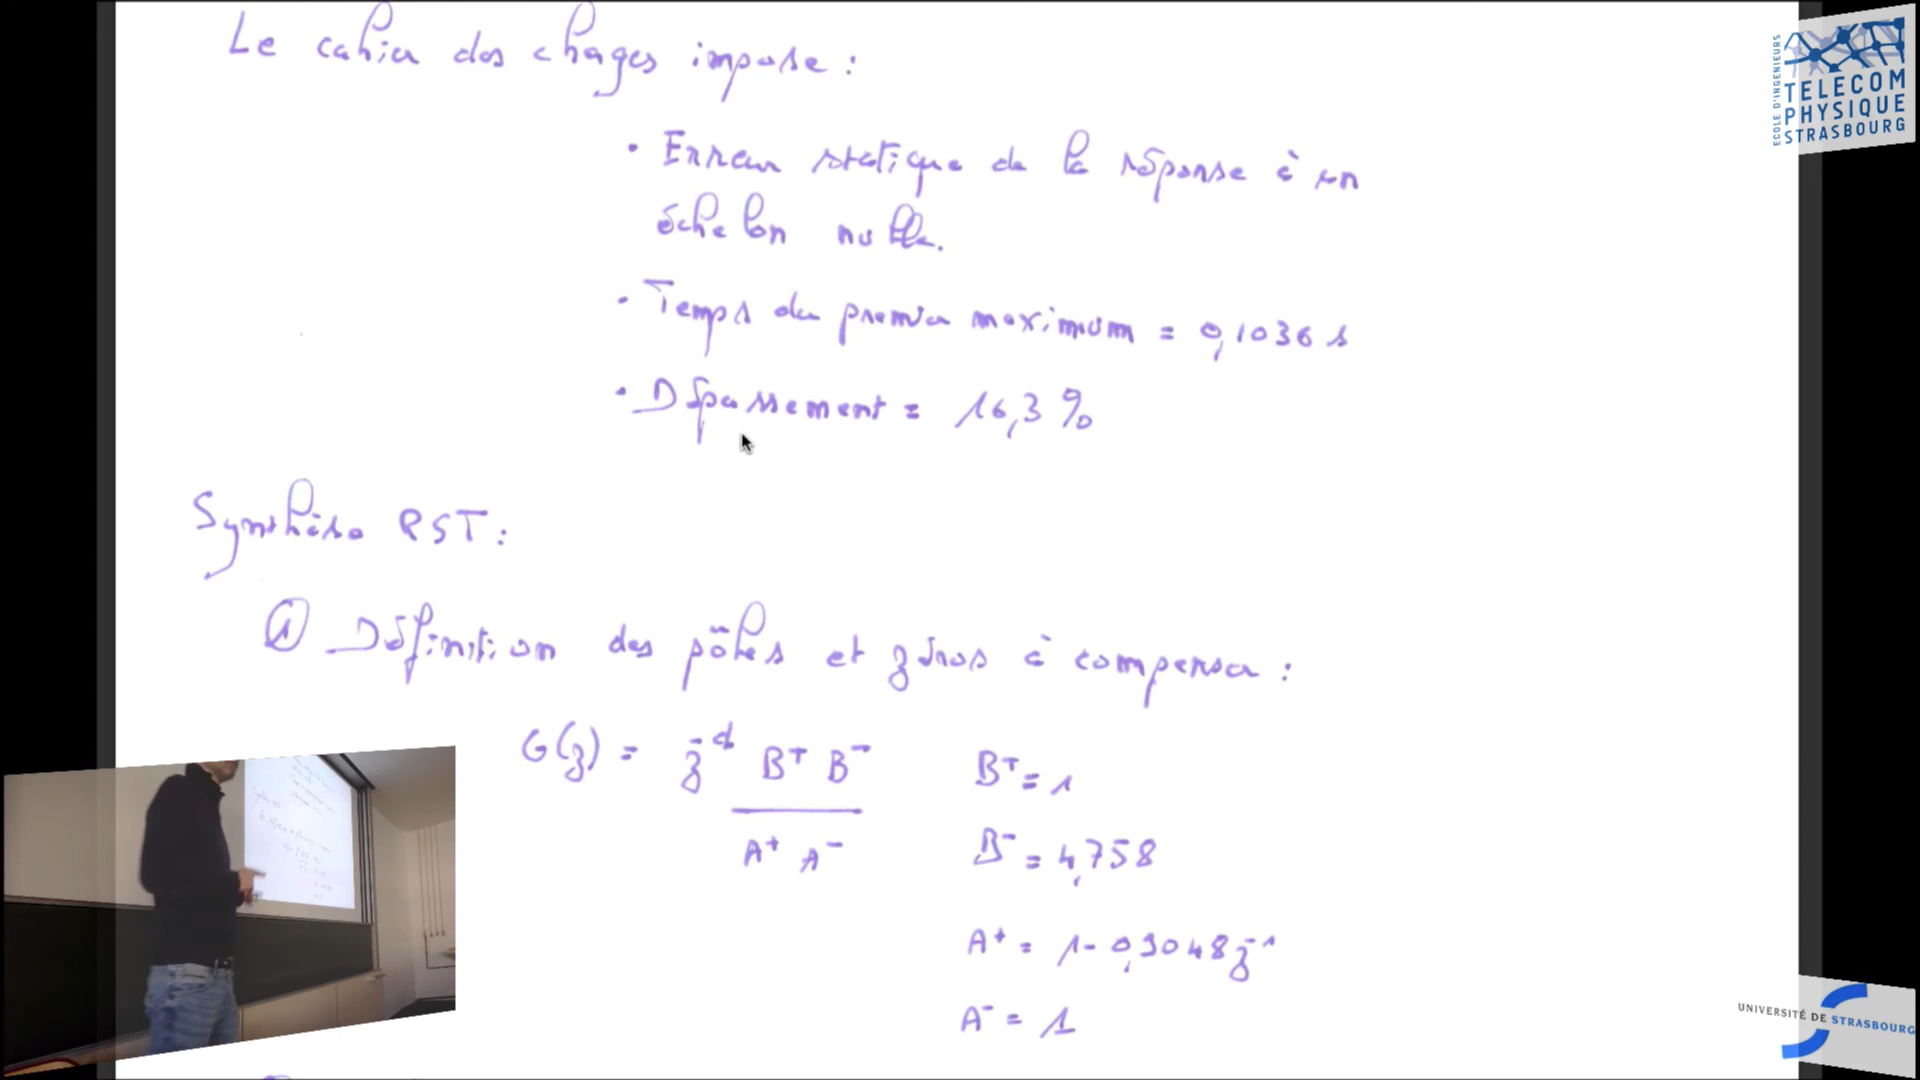 Le cahier des chages impose :
• Erreur statique de la réponse à un
échelon nulle.
• Temps du premier maximum = 0,1036 s
• Dépassement = 16,3 %
Synthèse RST :
① Définition des pôles et zéros à compenser :
G(z) = z^-d B⁺ B⁻ / A⁺ A⁻
B⁺ = 1
B⁻ = 4,758
A⁺ = 1 - 0,9048 z⁻¹
A⁻ = 1
ECOLE D'INGÉNIEURS
TELECOM
PHYSIQUE
STRASBOURG
UNIVERSITÉ DE STRASBOURG